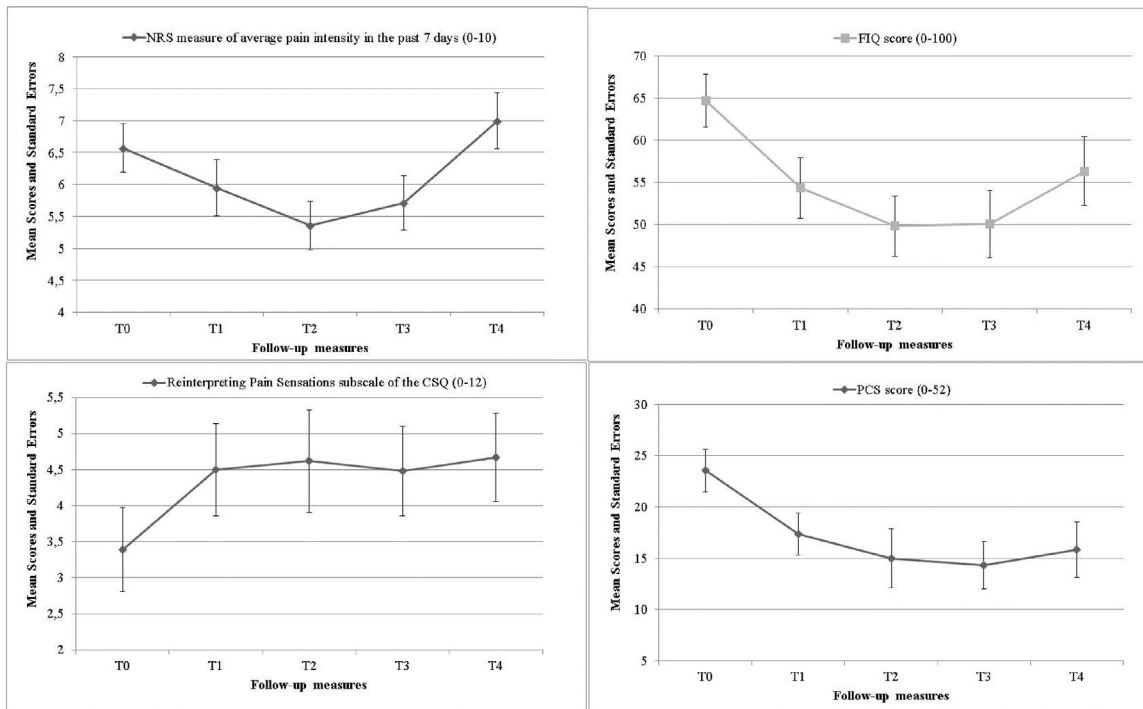 NRS measure of average pain intensity in the past 7 days (0-10)
Mean Scores and Standard Errors
8
7,5
7
6,5
6
5,5
5
4,5
4
T0 T1 T2 T3 T4
Follow-up measures
FIQ score (0-100)
Mean Scores and Standard Errors
70
65
60
55
50
45
40
T0 T1 T2 T3 T4
Follow-up measures
Reinterpreting Pain Sensations subscale of the CSQ (0-12)
Mean Scores and Standard Errors
5,5
5
4,5
4
3,5
3
2,5
2
T0 T1 T2 T3 T4
Follow-up measures
PCS score (0-52)
Mean Scores and Standard Errors
30
25
20
15
10
5
T0 T1 T2 T3 T4
Follow-up measures